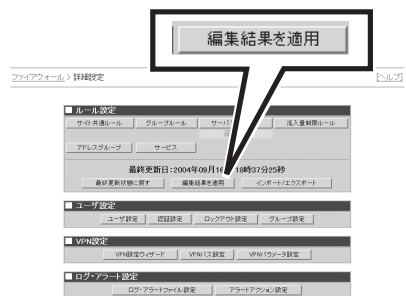 編集結果を適用
ファイアウォール > 詳細設定 [ヘルプ]
■ ルール設定
サイト共通ルール グループルール サーバ 流入量制限ルール
アドレスグループ サービス
最終更新日:2004年09月16 18時37分25秒
最終更新状態に戻す 編集結果を適用 インポート/エクスポート
■ ユーザ設定
ユーザ設定 認証設定 ロックアウト設定 グループ設定
■ VPN設定
VPN設定ウィザード VPNパス設定 VPNパラメータ設定
■ ログ・アラート設定
ログ・アラートファイル設定 アラートアクション設定